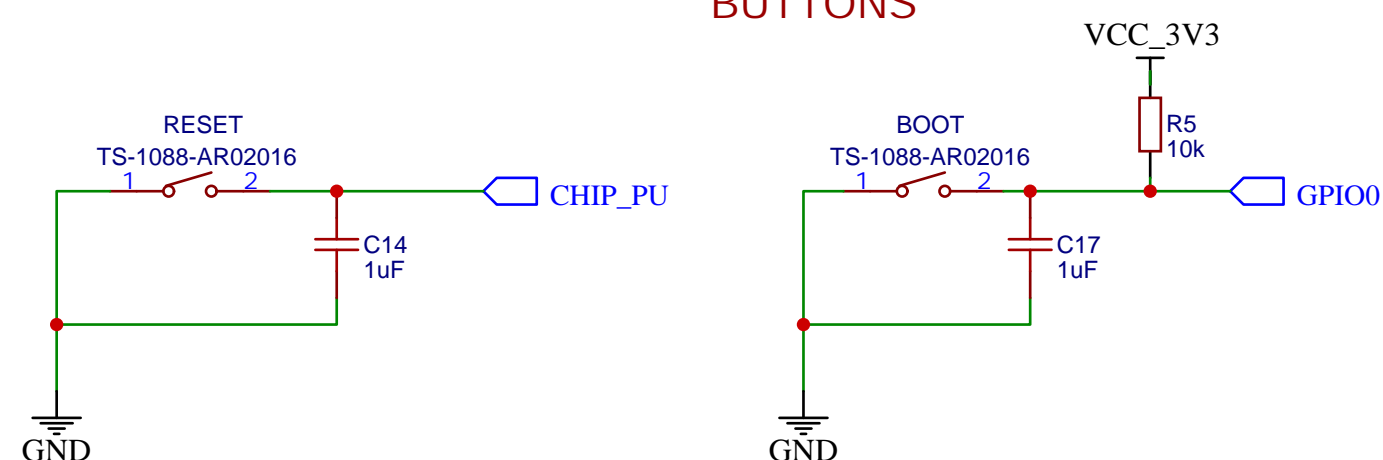 BUTTONS
VCC_3V3
RESET
TS-1088-AR02016
1 2
CHIP_PU
C14
1uF
GND
BOOT
TS-1088-AR02016
1 2
R5
10k
GPIO0
C17
1uF
GND